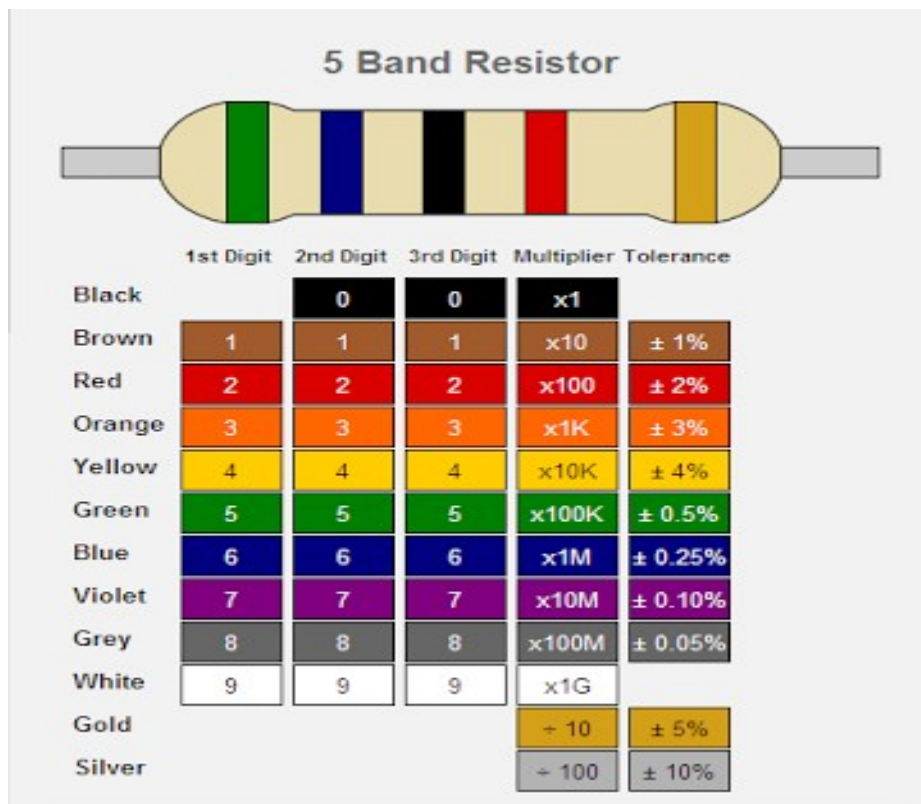 5 Band Resistor
1st Digit 2nd Digit 3rd Digit Multiplier Tolerance
Black 0 0 x1
Brown 1 1 1 x10 ± 1%
Red 2 2 2 x100 ± 2%
Orange 3 3 3 x1K ± 3%
Yellow 4 4 4 x10K ± 4%
Green 5 5 5 x100K ± 0.5%
Blue 6 6 6 x1M ± 0.25%
Violet 7 7 7 x10M ± 0.10%
Grey 8 8 8 x100M ± 0.05%
White 9 9 9 x1G
Gold ÷ 10 ± 5%
Silver ÷ 100 ± 10%